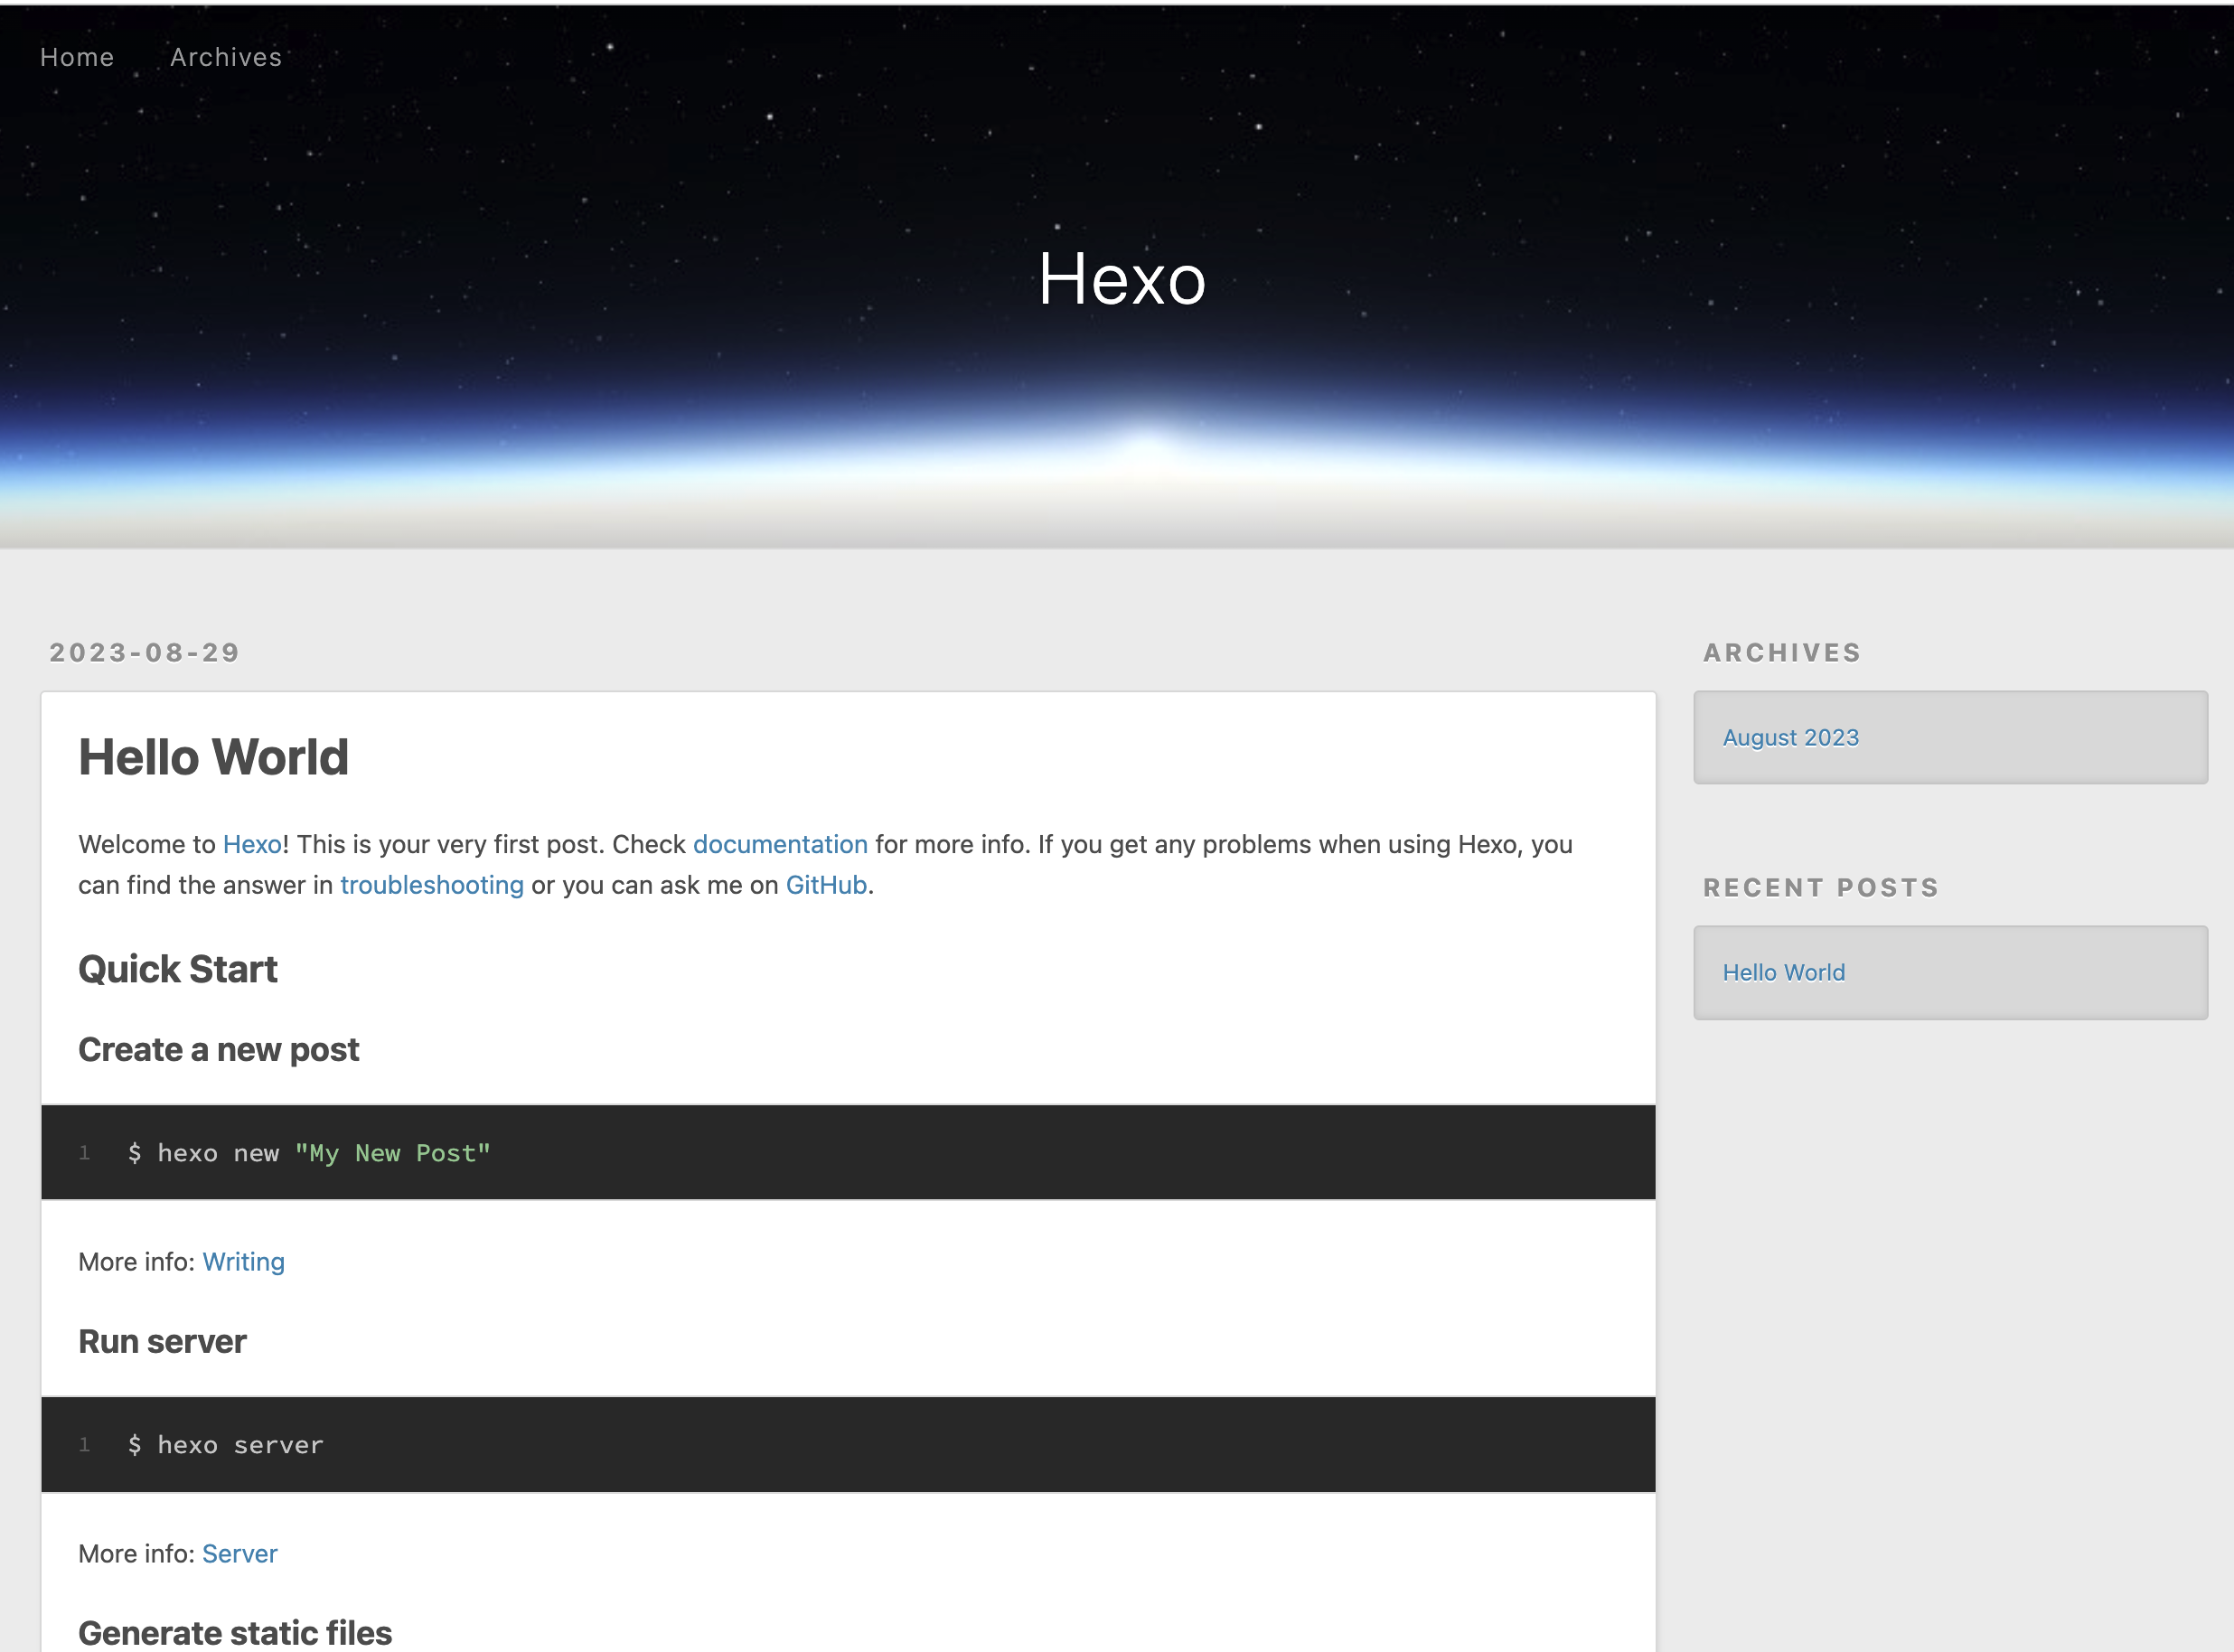 Home Archives
Hexo
2023-08-29
Hello World
Welcome to Hexo! This is your very first post. Check documentation for more info. If you get any problems when using Hexo, you
can find the answer in troubleshooting or you can ask me on GitHub.
Quick Start
Create a new post
1 $ hexo new "My New Post"
More info: Writing
Run server
1 $ hexo server
More info: Server
Generate static files
ARCHIVES
August 2023
RECENT POSTS
Hello World